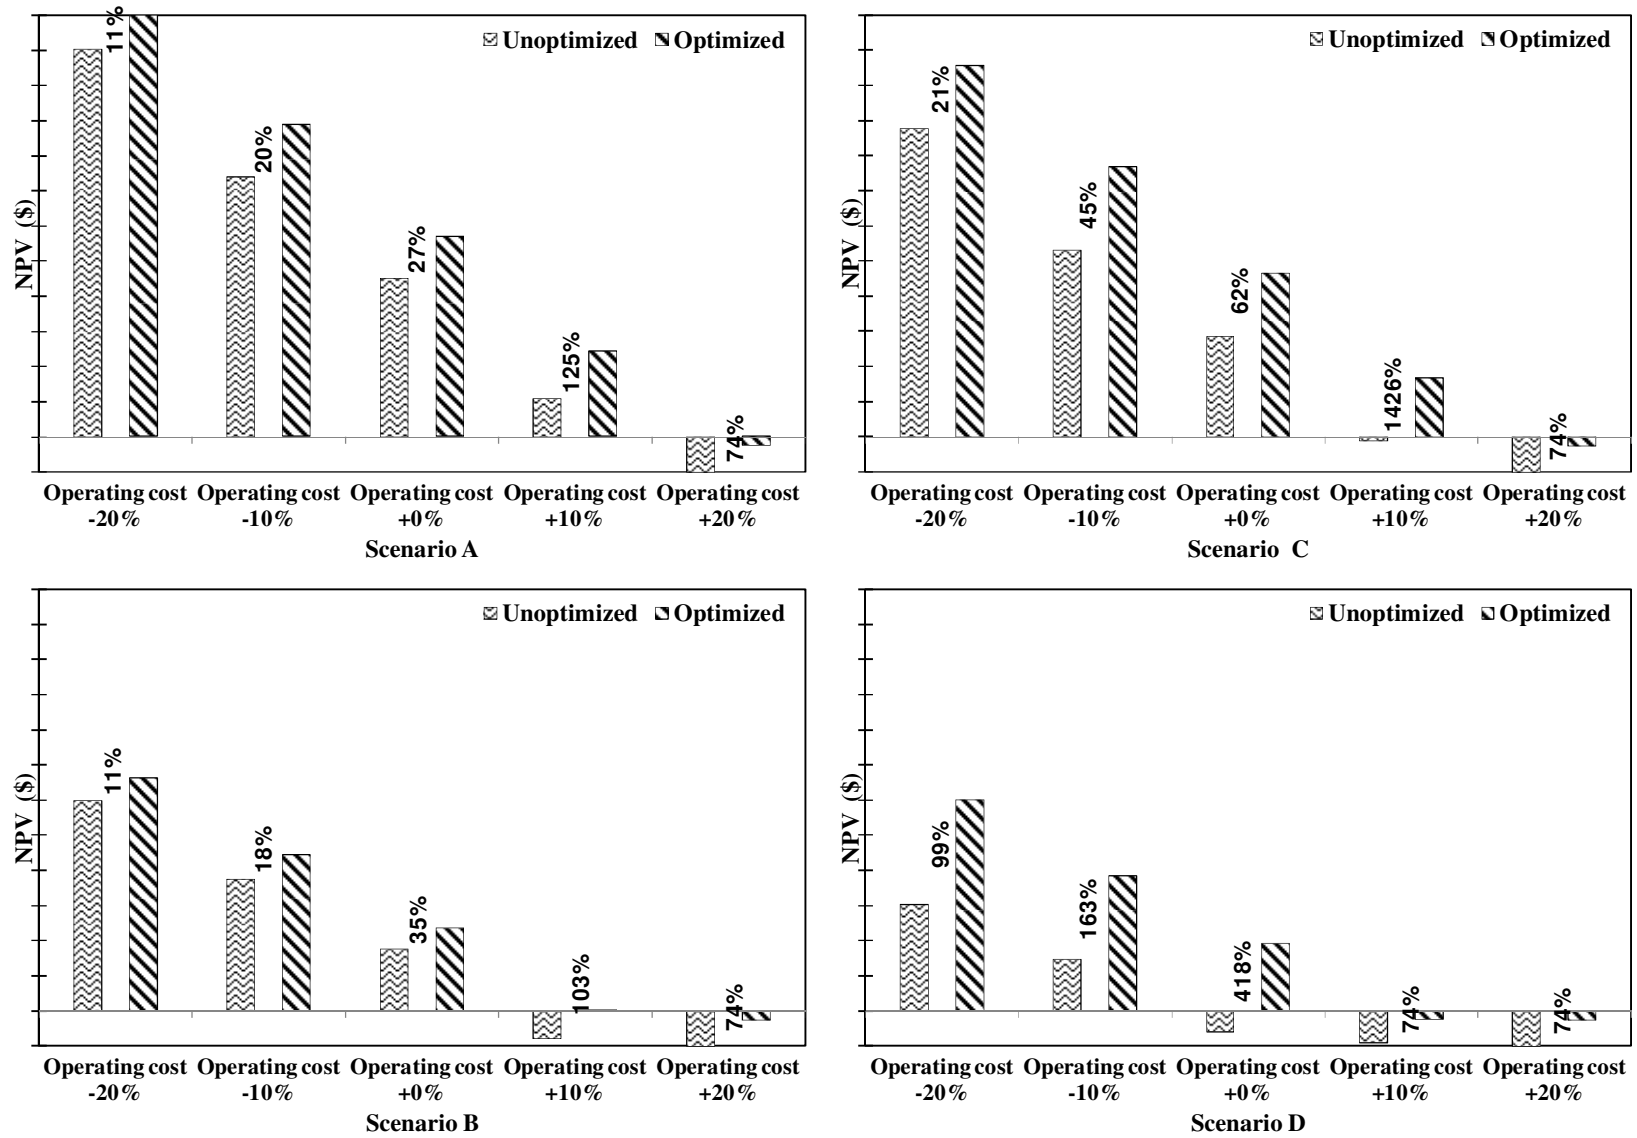 Unoptimized Optimized
11%
20%
27%
125%
74%
NPV ($)
Operating cost Operating cost Operating cost Operating cost Operating cost
-20% -10% +0% +10% +20%
Scenario A
Unoptimized Optimized
21%
45%
62%
1426%
74%
NPV ($)
Operating cost Operating cost Operating cost Operating cost Operating cost
-20% -10% +0% +10% +20%
Scenario C
Unoptimized Optimized
11%
18%
35%
103%
74%
NPV ($)
Operating cost Operating cost Operating cost Operating cost Operating cost
-20% -10% +0% +10% +20%
Scenario B
Unoptimized Optimized
99%
163%
418%
74%
74%
NPV ($)
Operating cost Operating cost Operating cost Operating cost Operating cost
-20% -10% +0% +10% +20%
Scenario D